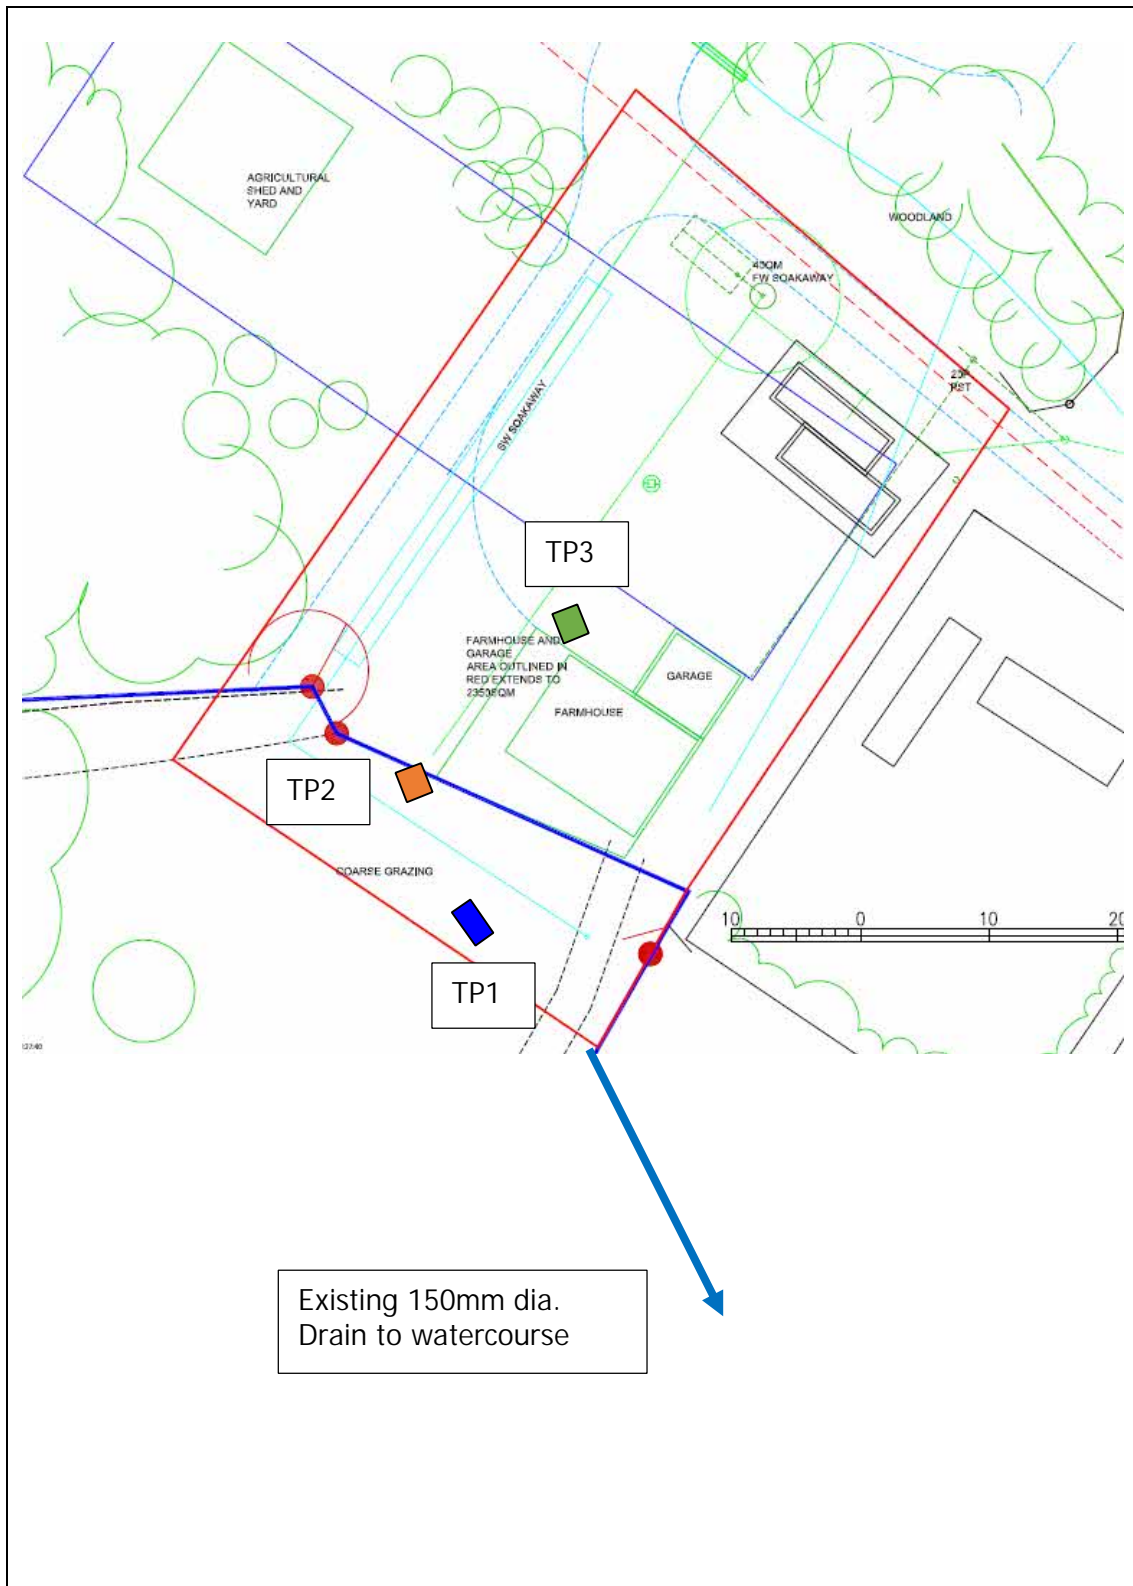 AGRICULTURAL
SHED AND
YARD
WOODLAND
FW SOAKAWAY
SW SOAKAWAY
TP3
FARMHOUSE AND
GARAGE
AREA OUTLINED IN
RED EXTENDS TO
GARAGE
FARMHOUSE
TP2
COARSE GRAZING
10
0
10
20
TP1
Existing 150mm dia.
Drain to watercourse